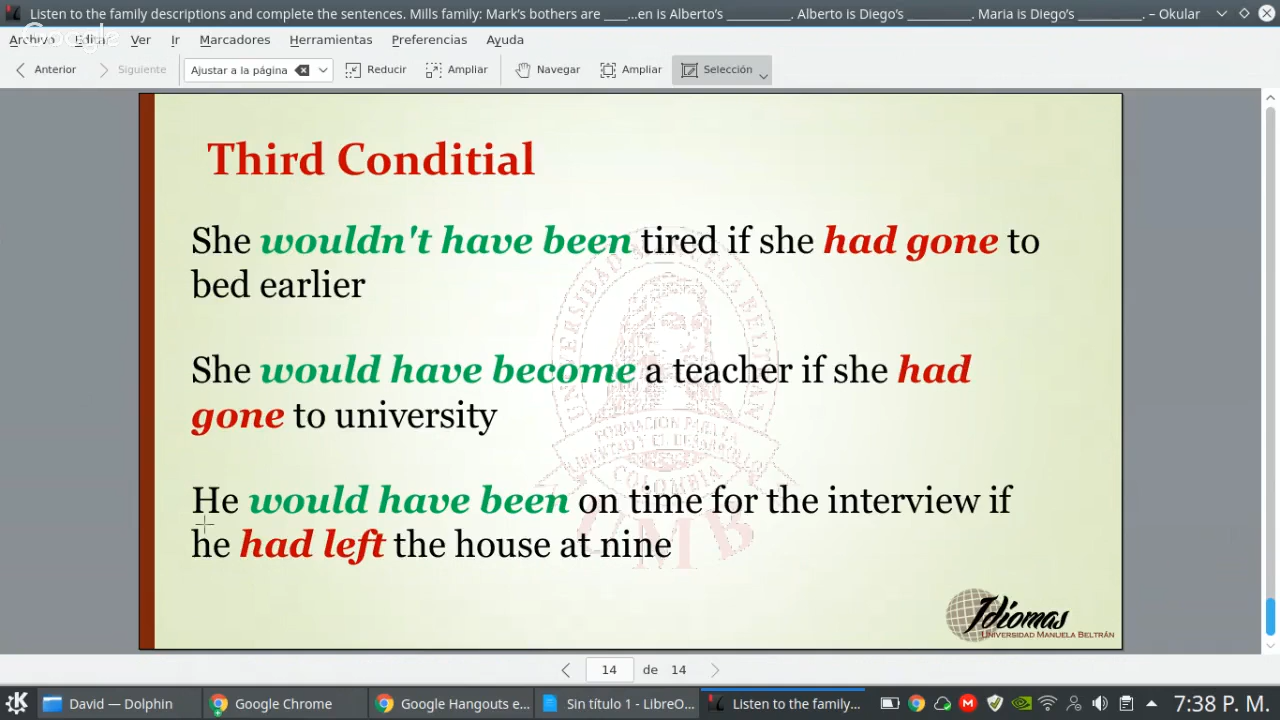 Listen to the family descriptions and complete the sentences. Mills family: Mark's bothers are ____...en is Alberto's __________. Alberto is Diego's __________. Maria is Diego's __________. – Okular
Google
Archivo Editar Ver Ir Marcadores Herramientas Preferencias Ayuda
Anterior Siguiente Ajustar a la página Reducir Ampliar Navegar Ampliar Selección
Third Conditial
She wouldn't have been tired if she had gone to
bed earlier
She would have become a teacher if she had
gone to university
He would have been on time for the interview if
he had left the house at nine
UMB
Idiomas
UNIVERSIDAD MANUELA BELTRÁN
14 de 14
David — Dolphin Google Chrome Google Hangouts e... Sin título 1 - LibreO... Listen to the family... 7:38 P. M.